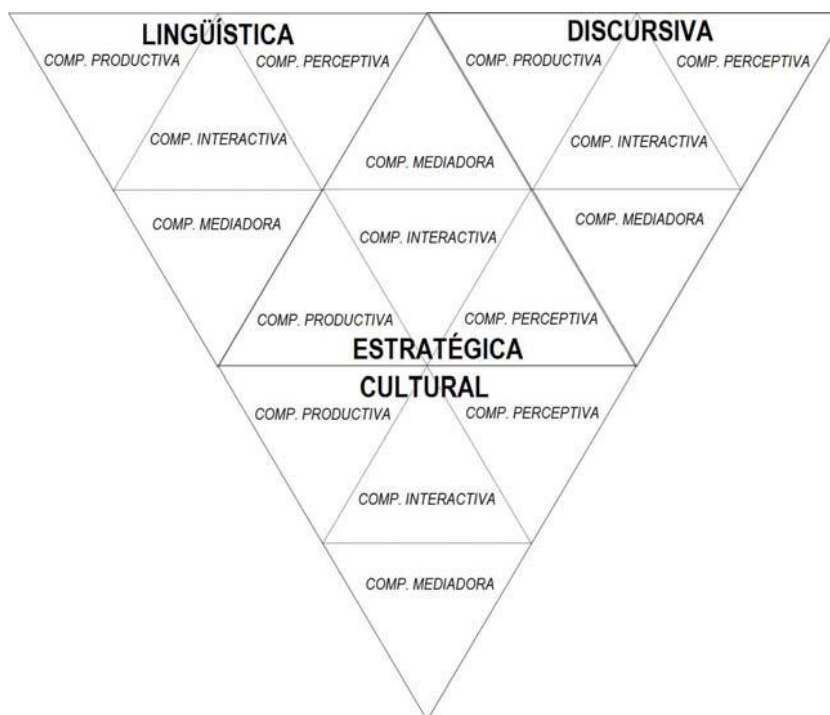 LINGÜÍSTICA
COMP. PRODUCTIVA
COMP. PERCEPTIVA
COMP. INTERACTIVA
COMP. MEDIADORA
DISCURSIVA
COMP. PRODUCTIVA
COMP. PERCEPTIVA
COMP. INTERACTIVA
COMP. MEDIADORA
COMP. MEDIADORA
COMP. INTERACTIVA
COMP. PRODUCTIVA
COMP. PERCEPTIVA
ESTRATÉGICA
CULTURAL
COMP. PRODUCTIVA
COMP. PERCEPTIVA
COMP. INTERACTIVA
COMP. MEDIADORA